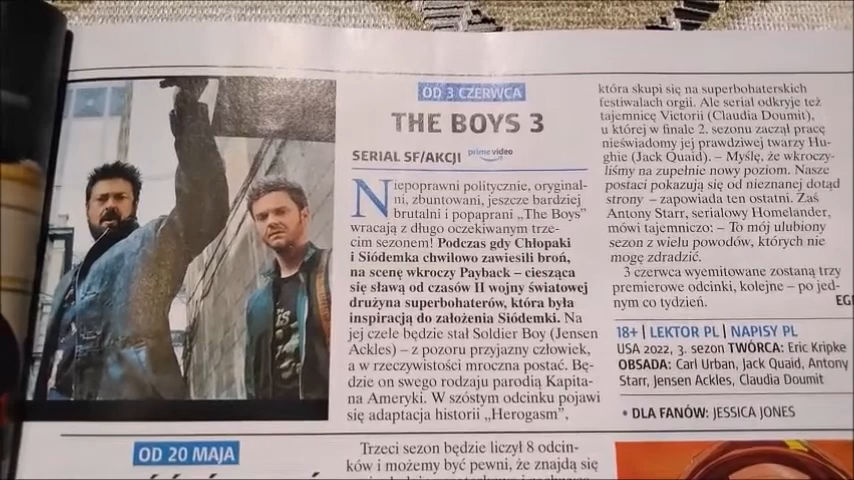 OD 3 CZERWCA
THE BOYS 3
SERIAL SF/AKCJI prime video
Niepoprawni politycznie, oryginal-
ni, zbuntowani, jeszcze bardziej
brutalni i popaprani „The Boys”
wracają z długo oczekiwanym trze-
cim sezonem! Podczas gdy Chłopaki
i Siódemka chwilowo zawiesili broń,
na scenę wkroczy Payback – ciesząca
się sławą od czasów II wojny światowej
drużyna superbohaterów, która była
inspiracją do założenia Siódemki. Na
jej czele będzie stał Soldier Boy (Jensen
Ackles) – z pozoru przyjazny człowiek,
a w rzeczywistości mroczna postać. Bę-
dzie on swego rodzaju parodią Kapita-
na Ameryki. W szóstym odcinku pojawi
się adaptacja historii „Herogasm”,
która skupi się na superbohaterskich
festiwalach orgii. Ale serial odkryje też
tajemnicę Victorii (Claudia Doumit),
u której w finale 2. sezonu zaczął pracę
nieświadomy jej prawdziwej twarzy Hu-
ghie (Jack Quaid). – Myślę, że wkroczy-
liśmy na zupełnie nowy poziom. Nasze
postaci pokazują się od nieznanej dotąd
strony – zapowiada ten ostatni. Zaś
Antony Starr, serialowy Homelander,
mówi tajemniczo: – To mój ulubiony
sezon z wielu powodów, których nie
mogę zdradzić.
3 czerwca wyemitowane zostaną trzy
premierowe odcinki, kolejne – po jed-
nym co tydzień.
18+ | LEKTOR PL | NAPISY PL
USA 2022, 3. sezon TWÓRCA: Eric Kripke
OBSADA: Carl Urban, Jack Quaid, Antony
Starr, Jensen Ackles, Claudia Doumit
• DLA FANÓW: JESSICA JONES
OD 20 MAJA
Trzeci sezon będzie liczył 8 odcin-
ków i możemy być pewni, że znajdą się